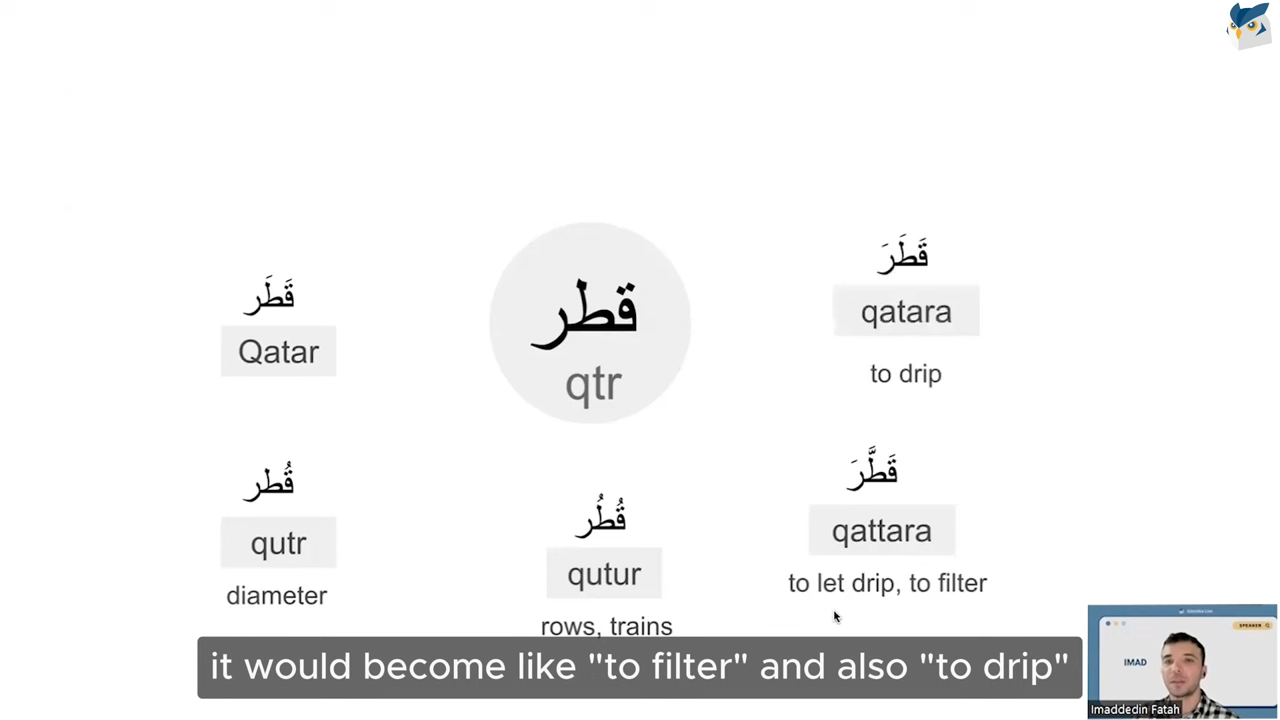 قَطَر
Qatar
قطر
qtr
قَطَرَ
qatara
to drip
قُطر
qutr
diameter
قُطُر
qutur
rows, trains
قَطَّرَ
qattara
to let drip, to filter
it would become like "to filter" and also "to drip"
SPEAKER
IMAD
Imaddedin Fatah